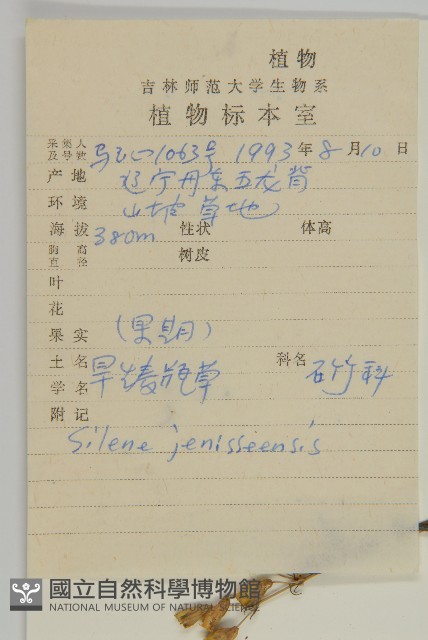 植物
吉林师范大学生物系
植物标本室
采集人及号数 1063号 1993年8月10日
产地 辽宁丹东五龙背
环境 山坡草地
海拔 380m 性状 体高
胸高直径 树皮
叶
花
果实 (果期)
土名 旱麦瓶草 科名 石竹科
学名
附记
Silene jenisseensis
國立自然科學博物館
NATIONAL MUSEUM OF NATURAL SCIENCE